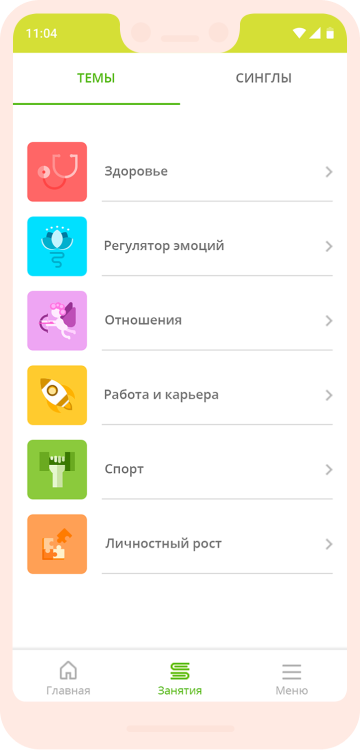 11:04
ТЕМЫ СИНГЛЫ
Здоровье
Регулятор эмоций
Отношения
Работа и карьера
Спорт
Личностный рост
Главная Занятия Меню